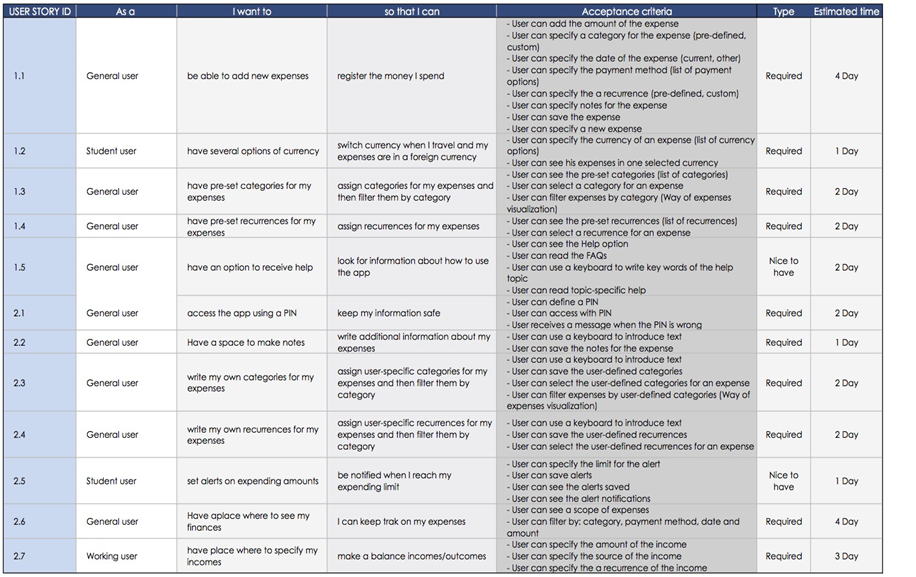 USER STORY ID As a I want to so that I can Acceptance criteria Type Estimated time
1.1 General user be able to add new expenses register the money I spend Required 4 Day
- User can add the amount of the expense
- User can specify a category for the expense (pre-defined,
custom)
- User can specify the date of the expense (current, other)
- User can specify the payment method (list of payment
options)
- User can specify the a recurrence (pre-defined, custom)
- User can specify notes for the expense
- User can save the expense
- User can specify a new expense
1.2 Student user have several options of currency
switch currency when I travel and my
expenses are in a foreign currency
- User can specify the currency of an expense (list of currency
options)
- User can see his expenses in one selected currency
Required 1 Day
1.3 General user
have pre-set categories for my
expenses
assign categories for my expenses and
then filter them by category
- User can see the pre-set categories (list of categories)
- User can select a category for an expense
- User can filter expenses by category (Way of expenses
visualization)
Required 2 Day
1.4 General user
have pre-set recurrences for my
expenses
assign recurrences for my expenses
- User can see the pre-set recurrences (list of recurrences)
- User can select a recurrence for an expense
Required 2 Day
1.5 General user have an option to receive help
look for information about how to use
the app
- User can see the Help option
- User can read the FAQs
- User can use a keyboard to write key words of the help
topic
- User can read topic-specific help
Nice to
have
2 Day
2.1 General user access the app using a PIN keep my information safe
- User can define a PIN
- User can access with PIN
- User receives a message when the PIN is wrong
Required 2 Day
2.2 General user Have a space to make notes
write additional information about my
expenses
- User can use a keyboard to introduce text
- User can save the notes for the expense
Required 1 Day
2.3 General user
write my own categories for my
expenses
assign user-specific categories for my
expenses and then filter them by
category
- User can use a keyboard to introduce text
- User can save the user-defined categories
- User can select the user-defined categories for an expense
- User can filter expenses by user-defined categories (Way of
expenses visualization)
Required 2 Day
2.4 General user
write my own recurrences for my
expenses
assign user-specific recurrences for my
expenses and then filter them by
category
- User can use a keyboard to introduce text
- User can save the user-defined recurrences
- User can select the user-defined recurrences for an expense
Required 2 Day
2.5 Student user set alerts on expending amounts
be notified when I reach my
expending limit
- User can specify the limit for the alert
- User can save alerts
- User can see the alerts saved
- User can see the alert notifications
Nice to
have
1 Day
2.6 General user
Have aplace where to see my
finances
I can keep trak on my expenses
- User can see a scope of expenses
- User can filter by: category, payment method, date and
amount
Required 4 Day
2.7 Working user
have place where to specify my
incomes
make a balance incomes/outcomes
- User can specify the amount of the income
- User can specify the source of the income
- User can specify the a recurrence of the income
Required 3 Day